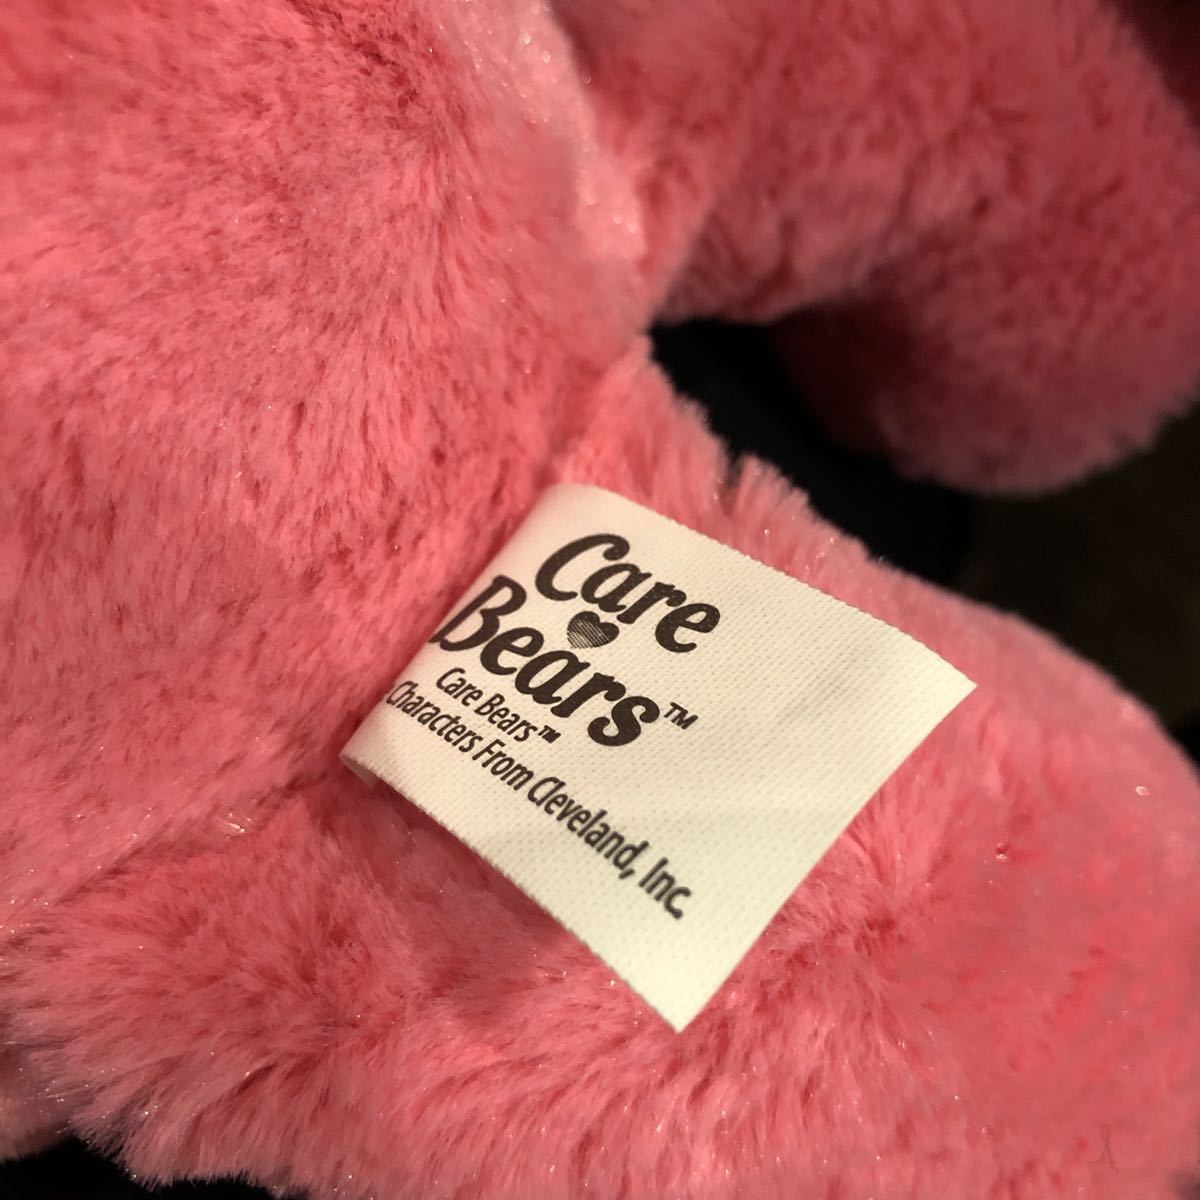 Care
Bears™
Care Bears™
Characters From Cleveland, Inc.